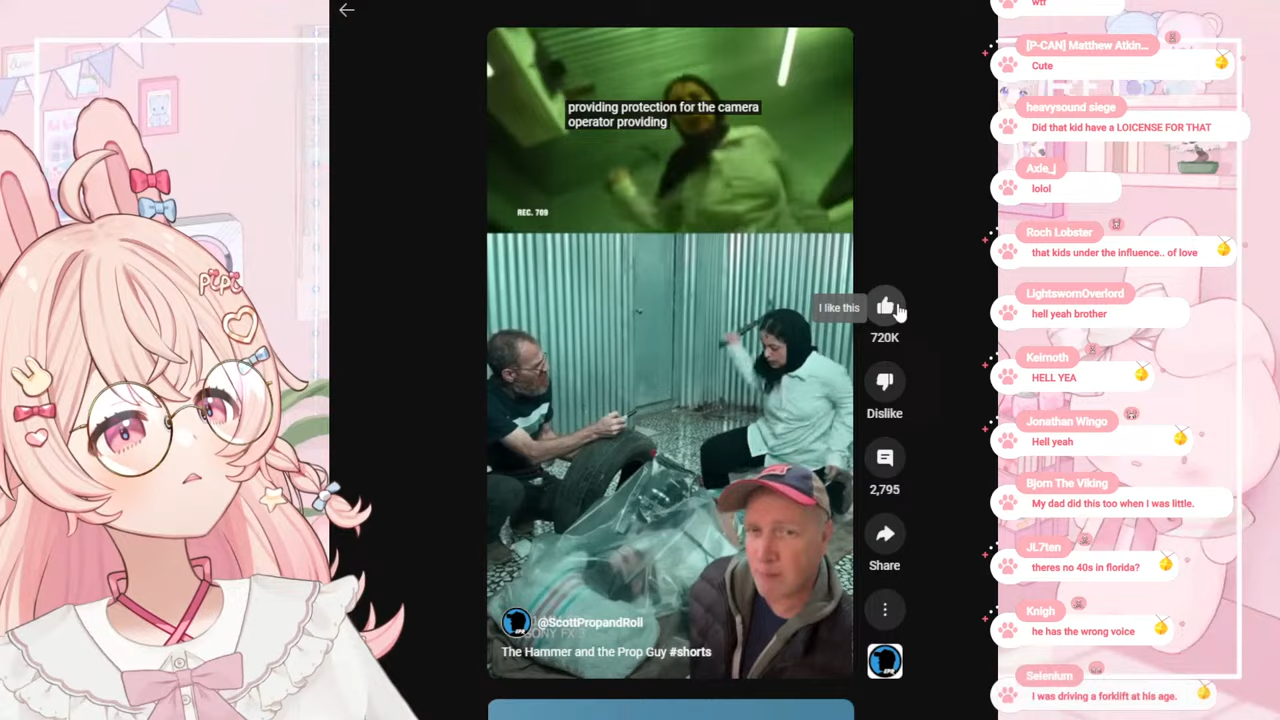 pipi
providing protection for the camera
operator providing
REC. 709
I like this
720K
Dislike
2,795
Share
@ScottPropandRoll
SONY FX 3
The Hammer and the Prop Guy #shorts
wtf
[P-CAN] Matthew Atkin...
Cute
heavysound siege
Did that kid have a LOICENSE FOR THAT
Axle_j
lolol
Roch Lobster
that kids under the influence.. of love
LightswornOverlord
hell yeah brother
Keimoth
HELL YEA
Jonathan Wingo
Hell yeah
Bjorn The Viking
My dad did this too when I was little.
JL7ten
theres no 40s in florida?
Knigh
he has the wrong voice
Selenium
I was driving a forklift at his age.